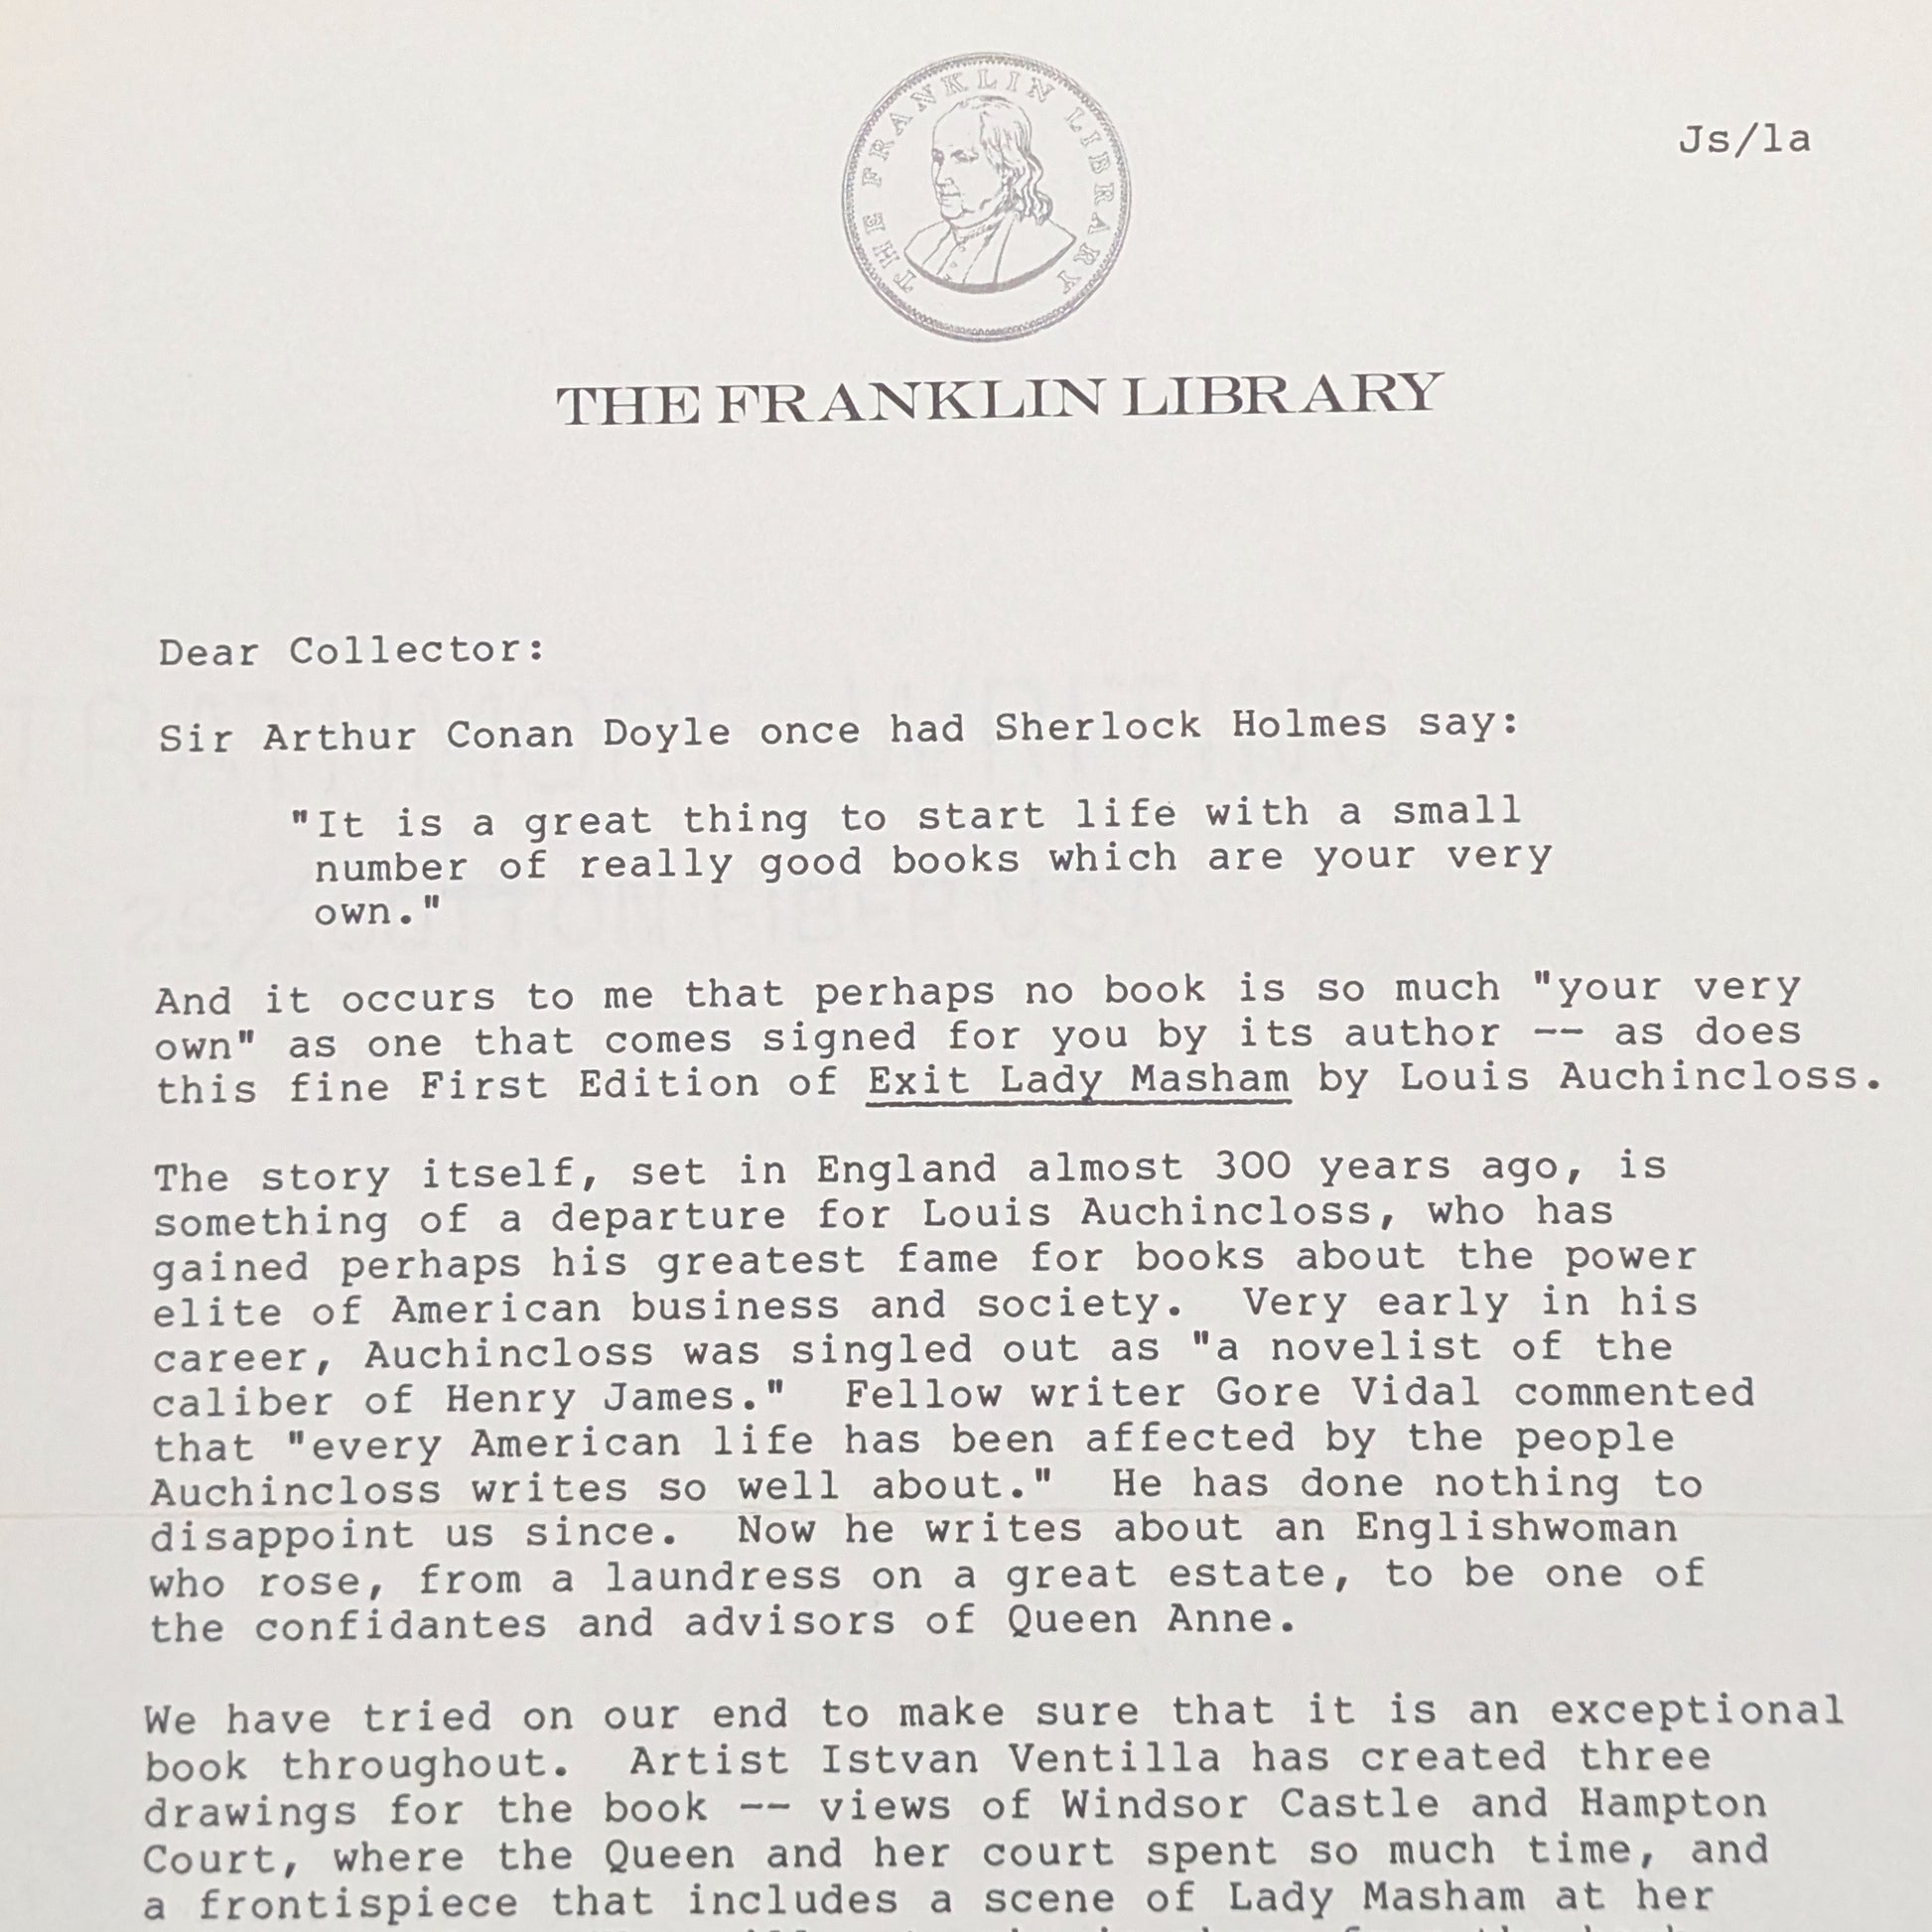 THE FRANKLIN LIBRARY
Js/la
THE FRANKLIN LIBRARY
Dear Collector:
Sir Arthur Conan Doyle once had Sherlock Holmes say:
"It is a great thing to start life with a small
number of really good books which are your very
own."
And it occurs to me that perhaps no book is so much "your very
own" as one that comes signed for you by its author -- as does
this fine First Edition of Exit Lady Masham by Louis Auchincloss.
The story itself, set in England almost 300 years ago, is
something of a departure for Louis Auchincloss, who has
gained perhaps his greatest fame for books about the power
elite of American business and society.  Very early in his
career, Auchincloss was singled out as "a novelist of the
caliber of Henry James."  Fellow writer Gore Vidal commented
that "every American life has been affected by the people
Auchincloss writes so well about."  He has done nothing to
disappoint us since.  Now he writes about an Englishwoman
who rose, from a laundress on a great estate, to be one of
the confidantes and advisors of Queen Anne.
We have tried on our end to make sure that it is an exceptional
book throughout.  Artist Istvan Ventilla has created three
drawings for the book -- views of Windsor Castle and Hampton
Court, where the Queen and her court spent so much time, and
a frontispiece that includes a scene of Lady Masham at her